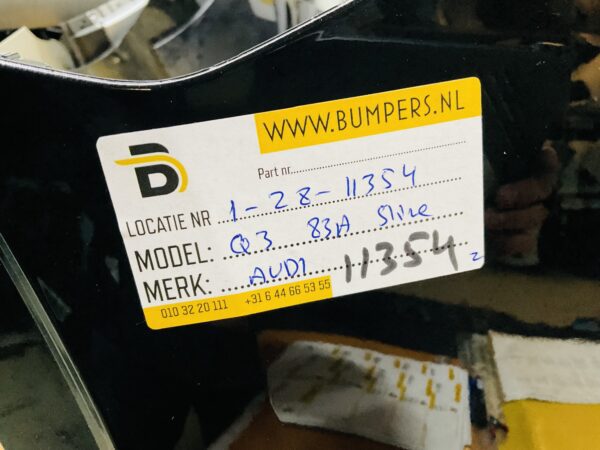 WWW.BUMPERS.NL
Part nr.
LOCATIE NR 1-28-11354
MODEL: Q3 83A Sline
MERK: AUDI 11354 2
010 32 20 111 +31 6 44 66 53 55